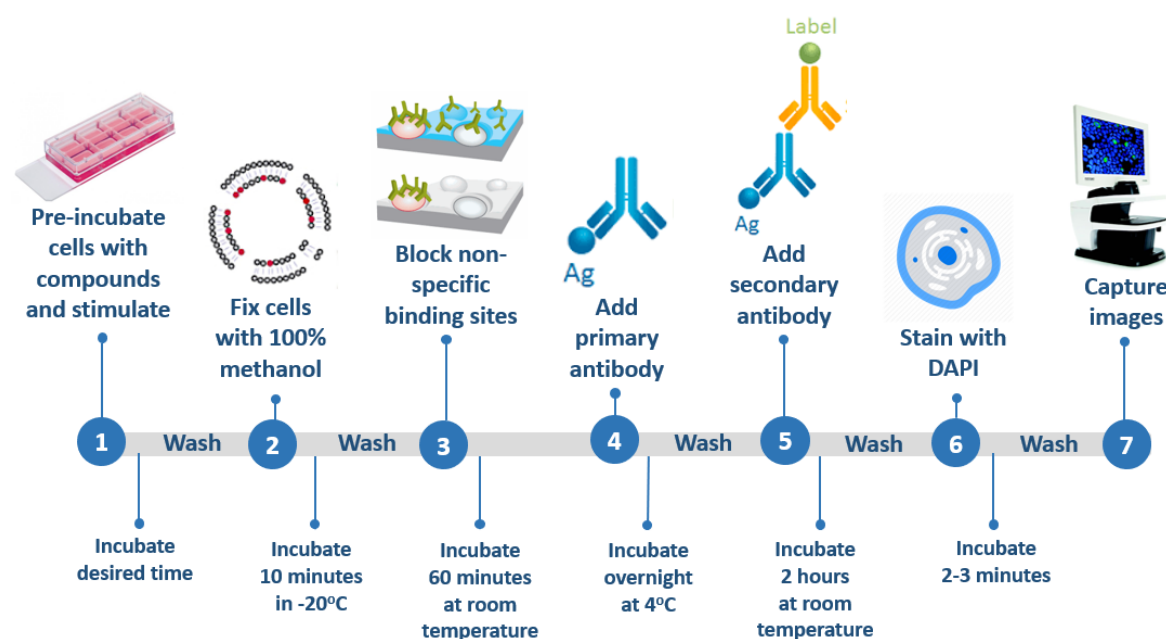 Label
Ag
Ag
Pre-incubate
cells with
compounds
and stimulate
Fix cells
with 100%
methanol
Block non-
specific
binding sites
Add
primary
antibody
Add
secondary
antibody
Stain with
DAPI
Capture
images
1 Wash 2 Wash 3 4 Wash 5 Wash 6 Wash 7
Incubate
desired time
Incubate
10 minutes
in -20ºC
Incubate
60 minutes
at room
temperature
Incubate
overnight
at 4ºC
Incubate
2 hours
at room
temperature
Incubate
2-3 minutes